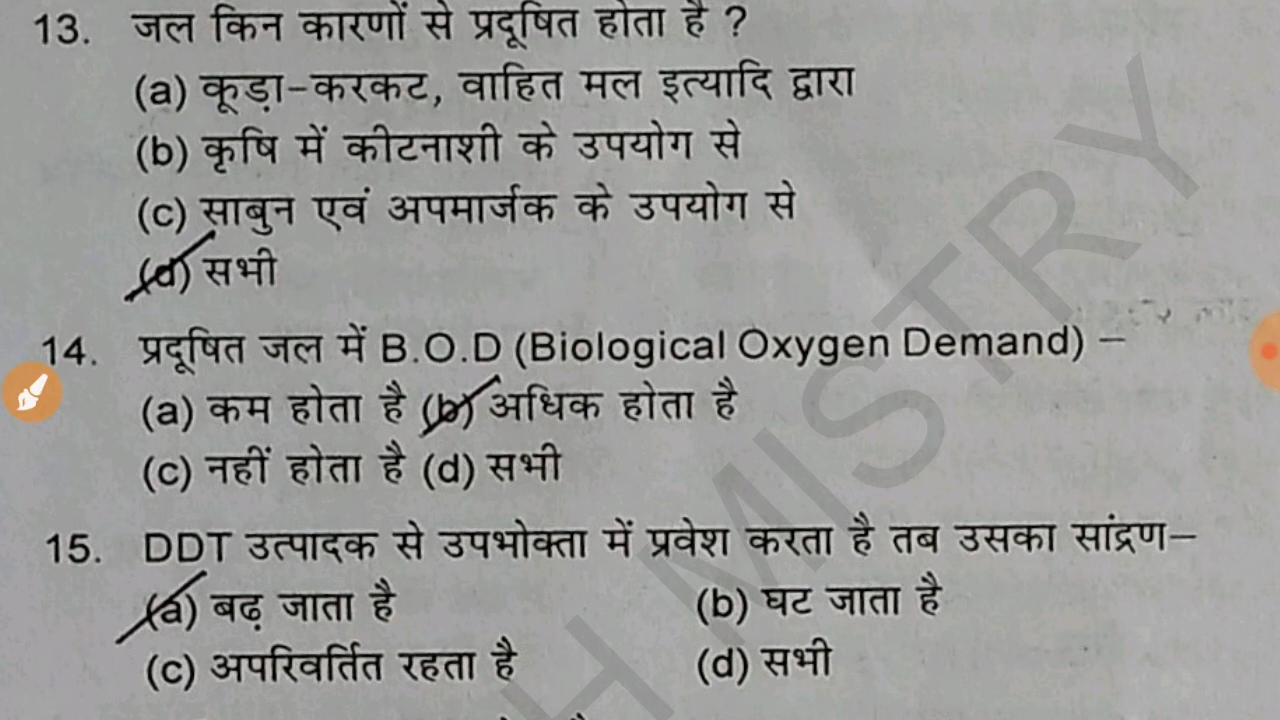 13. जल किन कारणों से प्रदूषित होता है ?
(a) कूड़ा-करकट, वाहित मल इत्यादि द्वारा
(b) कृषि में कीटनाशी के उपयोग से
(c) साबुन एवं अपमार्जक के उपयोग से
(d) सभी
14. प्रदूषित जल में B.O.D (Biological Oxygen Demand) –
(a) कम होता है (b) अधिक होता है
(c) नहीं होता है (d) सभी
15. DDT उत्पादक से उपभोक्ता में प्रवेश करता है तब उसका सांद्रण–
(a) बढ़ जाता है (b) घट जाता है
(c) अपरिवर्तित रहता है (d) सभी
H MISTRY